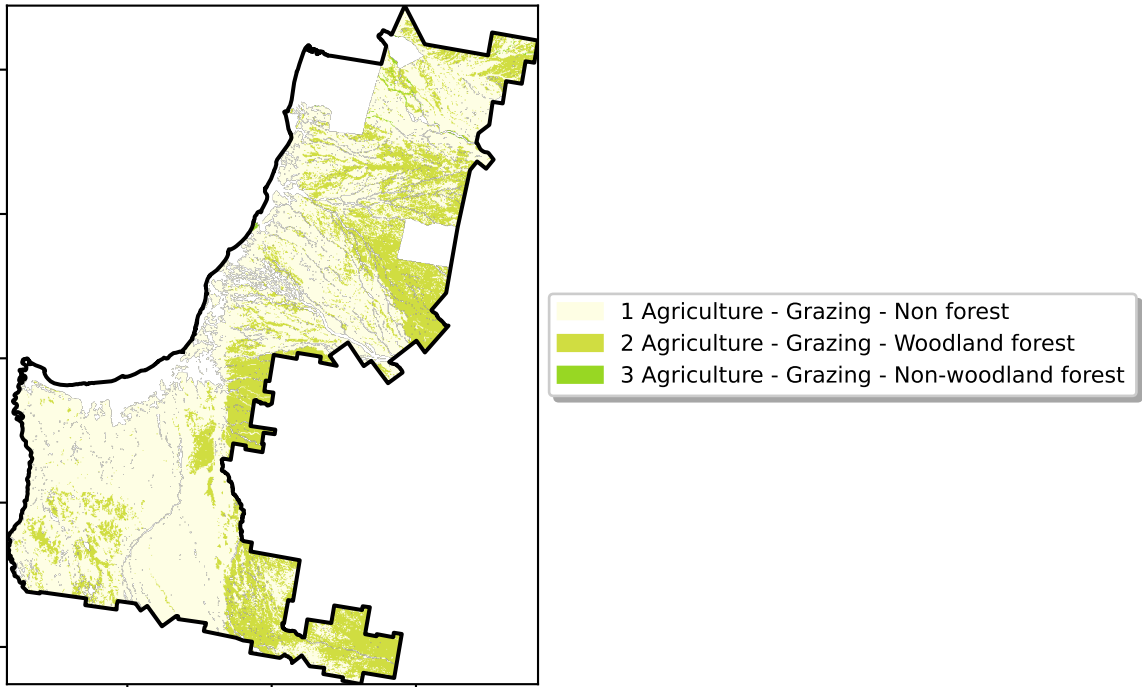 1 Agriculture - Grazing - Non forest
2 Agriculture - Grazing - Woodland forest
3 Agriculture - Grazing - Non-woodland forest